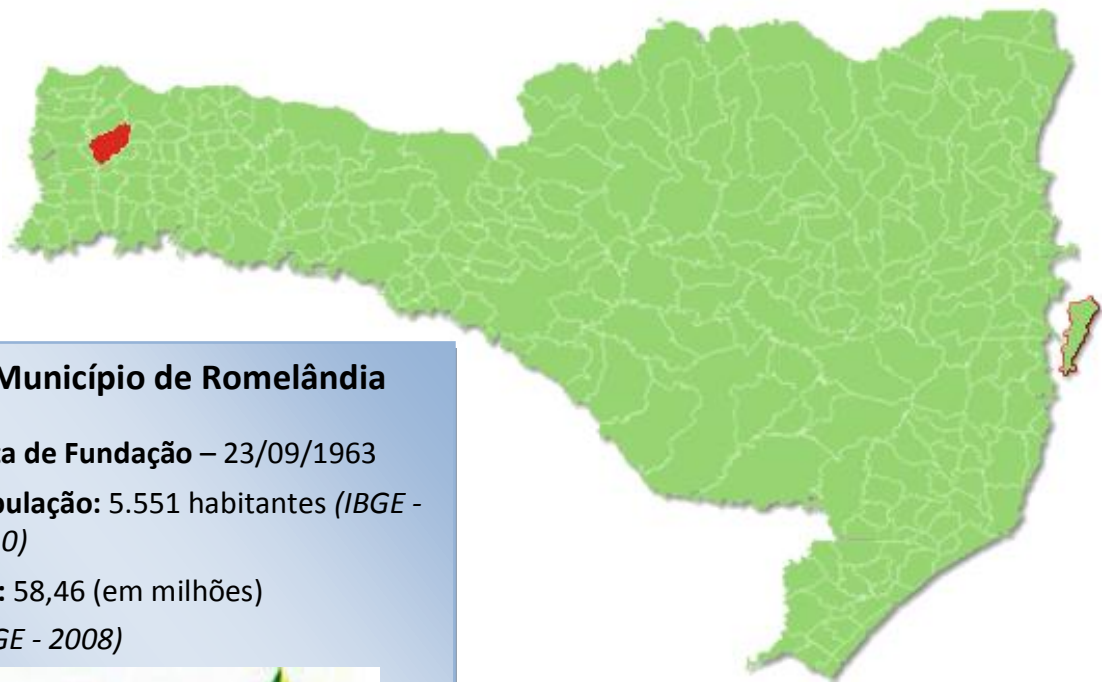 Município de Romelândia
a de Fundação – 23/09/1963
pulação: 5.551 habitantes (IBGE -
0)
: 58,46 (em milhões)
GE - 2008)